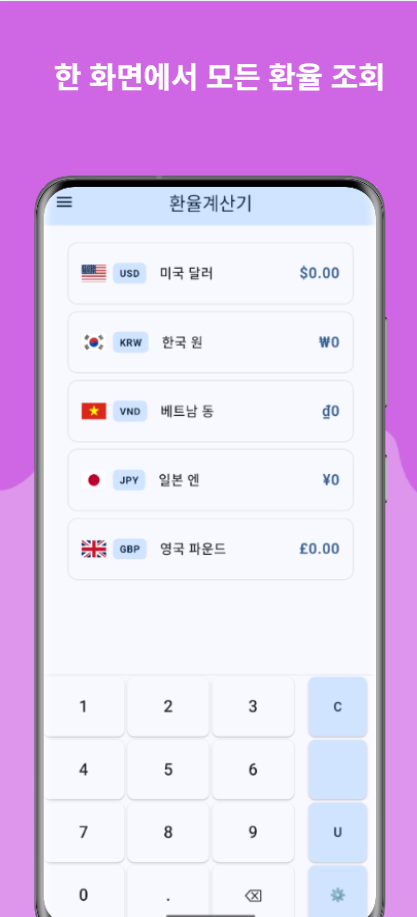 한 화면에서 모든 환율 조회
환율계산기
USD 미국 달러 $0.00
KRW 한국 원 ₩0
VND 베트남 동 ₫0
JPY 일본 엔 ¥0
GBP 영국 파운드 £0.00
1 2 3 C
4 5 6
7 8 9 U
0 .